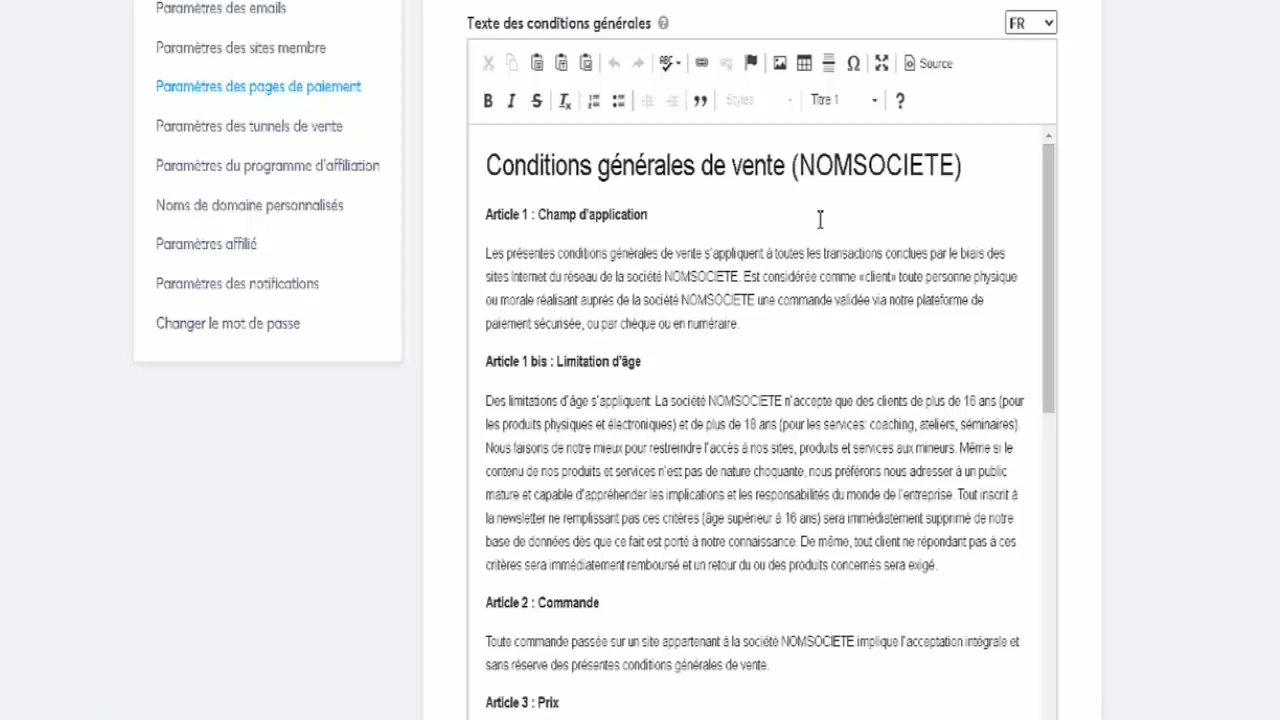 Paramètres des emails
Paramètres des sites membre
Paramètres des pages de paiement
Paramètres des tunnels de vente
Paramètres du programme d'affiliation
Noms de domaine personnalisés
Paramètres affilié
Paramètres des notifications
Changer le mot de passe
Texte des conditions générales ?
FR
ABC
Ω
Source
B I S Ix
Styles
Titre 1
?
Conditions générales de vente (NOMSOCIETE)
Article 1 : Champ d'application
Les présentes conditions générales de vente s'appliquent à toutes les transactions conclues par le biais des
sites Internet du réseau de la société NOMSOCIETE. Est considérée comme «client» toute personne physique
ou morale réalisant auprès de la société NOMSOCIETE une commande validée via notre plateforme de
paiement sécurisée, ou par chèque ou en numéraire.
Article 1 bis : Limitation d'âge
Des limitations d'âge s'appliquent. La société NOMSOCIETE n'accepte que des clients de plus de 16 ans (pour
les produits physiques et électroniques) et de plus de 18 ans (pour les services: coaching, ateliers, séminaires).
Nous faisons de notre mieux pour restreindre l'accès à nos sites, produits et services aux mineurs. Même si le
contenu de nos produits et services n'est pas de nature choquante, nous préférons nous adresser à un public
mature et capable d'appréhender les implications et les responsabilités du monde de l'entreprise. Tout inscrit à
la newsletter ne remplissant pas ces critères (âge supérieur à 16 ans) sera immédiatement supprimé de notre
base de données dès que ce fait est porté à notre connaissance. De même, tout client ne répondant pas à ces
critères sera immédiatement remboursé et un retour du ou des produits concernés sera exigé.
Article 2 : Commande
Toute commande passée sur un site appartenant à la société NOMSOCIETE implique l'acceptation intégrale et
sans réserve des présentes conditions générales de vente.
Article 3 : Prix